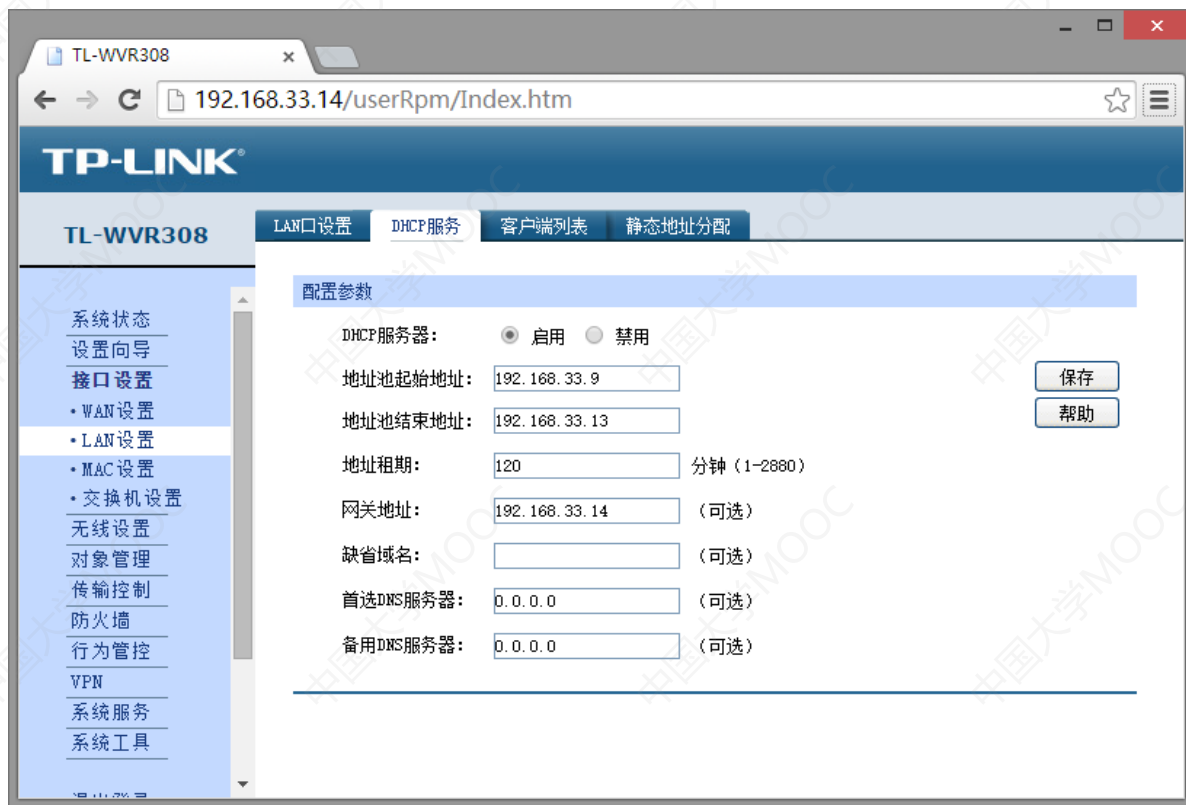 TL-WVR308
192.168.33.14/userRpm/Index.htm
TP-LINK®
TL-WVR308
LAN口设置 DHCP服务 客户端列表 静态地址分配
系统状态
设置向导
接口设置
•WAN设置
•LAN设置
•MAC设置
•交换机设置
无线设置
对象管理
传输控制
防火墙
行为管控
VPN
系统服务
系统工具
配置参数
DHCP服务器: 启用 禁用
地址池起始地址: 192.168.33.9
地址池结束地址: 192.168.33.13
地址租期: 120 分钟 (1-2880)
网关地址: 192.168.33.14 (可选)
缺省域名: (可选)
首选DNS服务器: 0.0.0.0 (可选)
备用DNS服务器: 0.0.0.0 (可选)
保存
帮助
中国大学MOOC